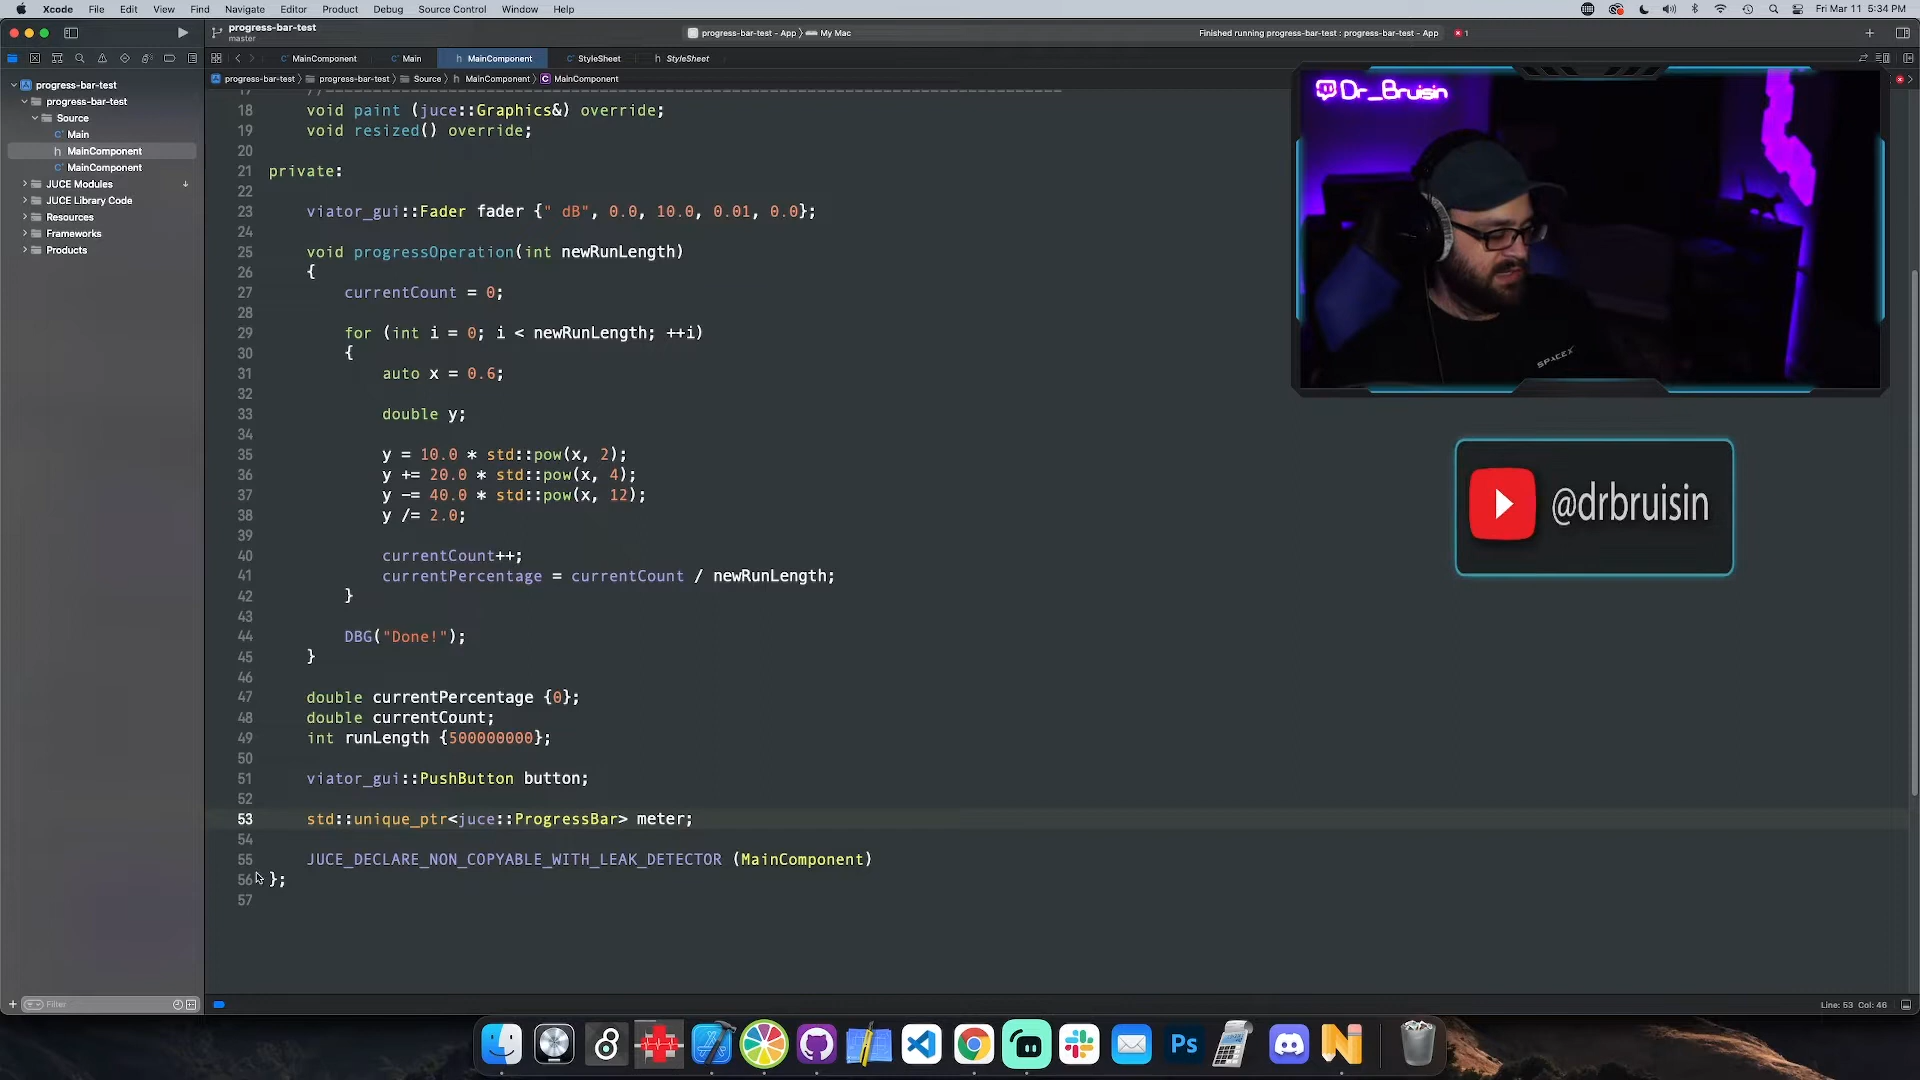 Xcode File Edit View Find Navigate Editor Product Debug Source Control Window Help
Fri Mar 11 5:34 PM
progress-bar-test
master
progress-bar-test - App 〉 My Mac
Finished running progress-bar-test : progress-bar-test - App
1
MainComponent Main MainComponent StyleSheet StyleSheet
progress-bar-test 〉 progress-bar-test 〉 Source 〉 h MainComponent 〉 C MainComponent
progress-bar-test
progress-bar-test
Source
Main
h MainComponent
MainComponent
JUCE Modules
JUCE Library Code
Resources
Frameworks
Products
18 void paint (juce::Graphics&) override;
19 void resized() override;
20
21 private:
22
23 viator_gui::Fader fader {" dB", 0.0, 10.0, 0.01, 0.0};
24
25 void progressOperation(int newRunLength)
26 {
27 currentCount = 0;
28
29 for (int i = 0; i < newRunLength; ++i)
30 {
31 auto x = 0.6;
32
33 double y;
34
35 y = 10.0 * std::pow(x, 2);
36 y += 20.0 * std::pow(x, 4);
37 y -= 40.0 * std::pow(x, 12);
38 y /= 2.0;
39
40 currentCount++;
41 currentPercentage = currentCount / newRunLength;
42 }
43
44 DBG("Done!");
45 }
46
47 double currentPercentage {0};
48 double currentCount;
49 int runLength {500000000};
50
51 viator_gui::PushButton button;
52
53 std::unique_ptr<juce::ProgressBar> meter;
54
55 JUCE_DECLARE_NON_COPYABLE_WITH_LEAK_DETECTOR (MainComponent)
56 };
57
Dr_Bruisin
SPACEX
@drbruisin
Filter
Line: 53 Col: 46
Ps